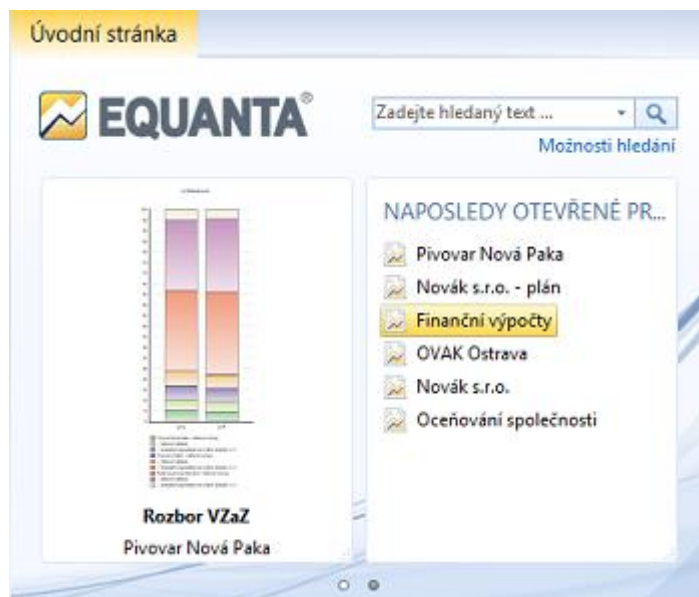 Úvodní stránka
EQUANTA®
Zadejte hledaný text ...
Možnosti hledání
Rozbor VZaZ
Pivovar Nová Paka
NAPOSLEDY OTEVŘENÉ PR...
Pivovar Nová Paka
Novák s.r.o. - plán
Finanční výpočty
OVAK Ostrava
Novák s.r.o.
Oceňování společnosti